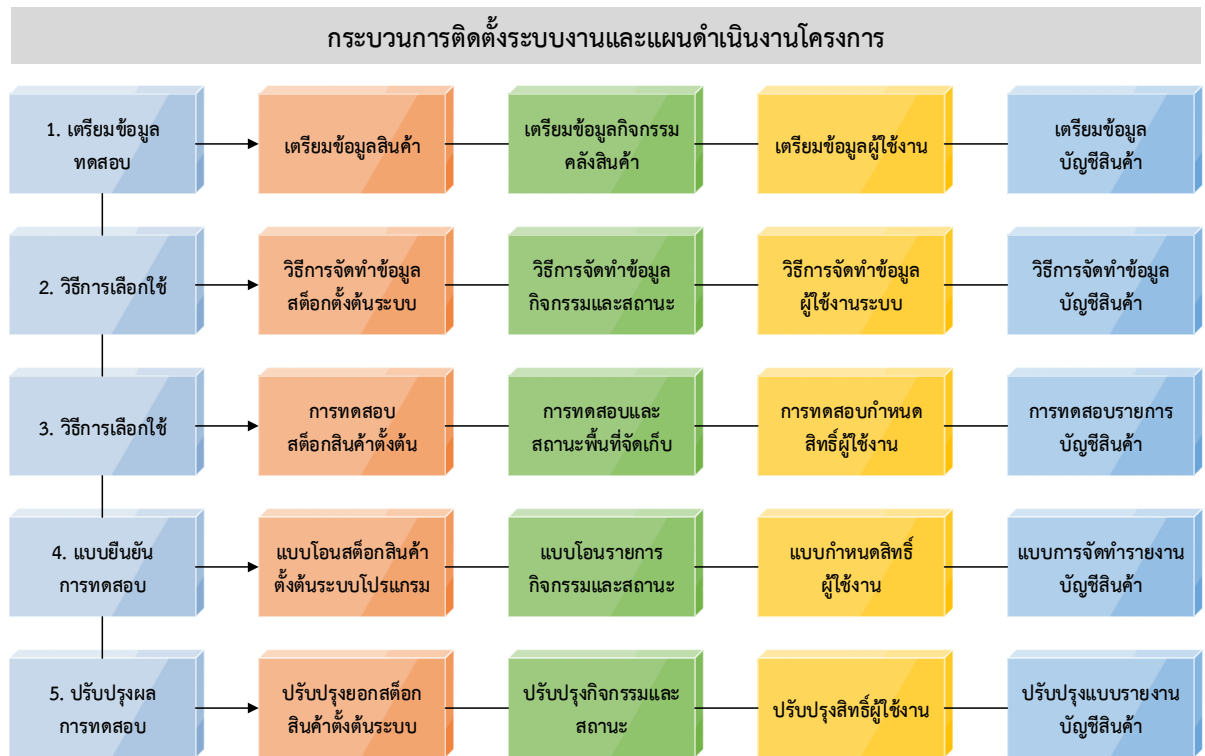 กระบวนการติดตั้งระบบงานและแผนดำเนินงานโครงการ
1. เตรียมข้อมูล
ทดสอบ
เตรียมข้อมูลสินค้า
เตรียมข้อมูลกิจกรรม
คลังสินค้า
เตรียมข้อมูลผู้ใช้งาน
เตรียมข้อมูล
บัญชีสินค้า
2. วิธีการเลือกใช้
วิธีการจัดทำข้อมูล
สต็อกตั้งต้นระบบ
วิธีการจัดทำข้อมูล
กิจกรรมและสถานะ
วิธีการจัดทำข้อมูล
ผู้ใช้งานระบบ
วิธีการจัดทำข้อมูล
บัญชีสินค้า
3. วิธีการเลือกใช้
การทดสอบ
สต็อกสินค้าตั้งต้น
การทดสอบและ
สถานะพื้นที่จัดเก็บ
การทดสอบกำหนด
สิทธิ์ผู้ใช้งาน
การทดสอบรายการ
บัญชีสินค้า
4. แบบยืนยัน
การทดสอบ
แบบโอนสต็อกสินค้า
ตั้งต้นระบบโปรแกรม
แบบโอนรายการ
กิจกรรมและสถานะ
แบบกำหนดสิทธิ์
ผู้ใช้งาน
แบบการจัดทำรายงาน
บัญชีสินค้า
5. ปรับปรุงผล
การทดสอบ
ปรับปรุงยอกสต็อก
สินค้าตั้งต้นระบบ
ปรับปรุงกิจกรรมและ
สถานะ
ปรับปรุงสิทธิ์ผู้ใช้งาน
ปรับปรุงแบบรายงาน
บัญชีสินค้า